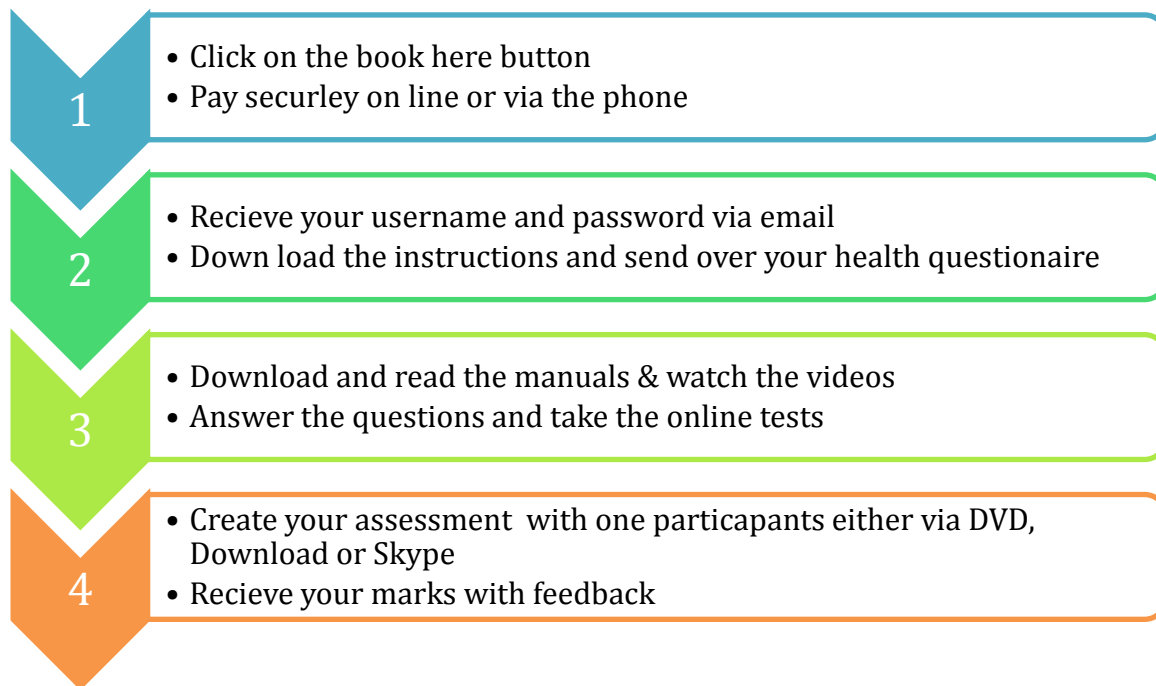 1
• Click on the book here button
• Pay securley on line or via the phone
2
• Recieve your username and password via email
• Down load the instructions and send over your health questionaire
3
• Download and read the manuals & watch the videos
• Answer the questions and take the online tests
4
• Create your assessment  with one particapants either via DVD,
Download or Skype
• Recieve your marks with feedback